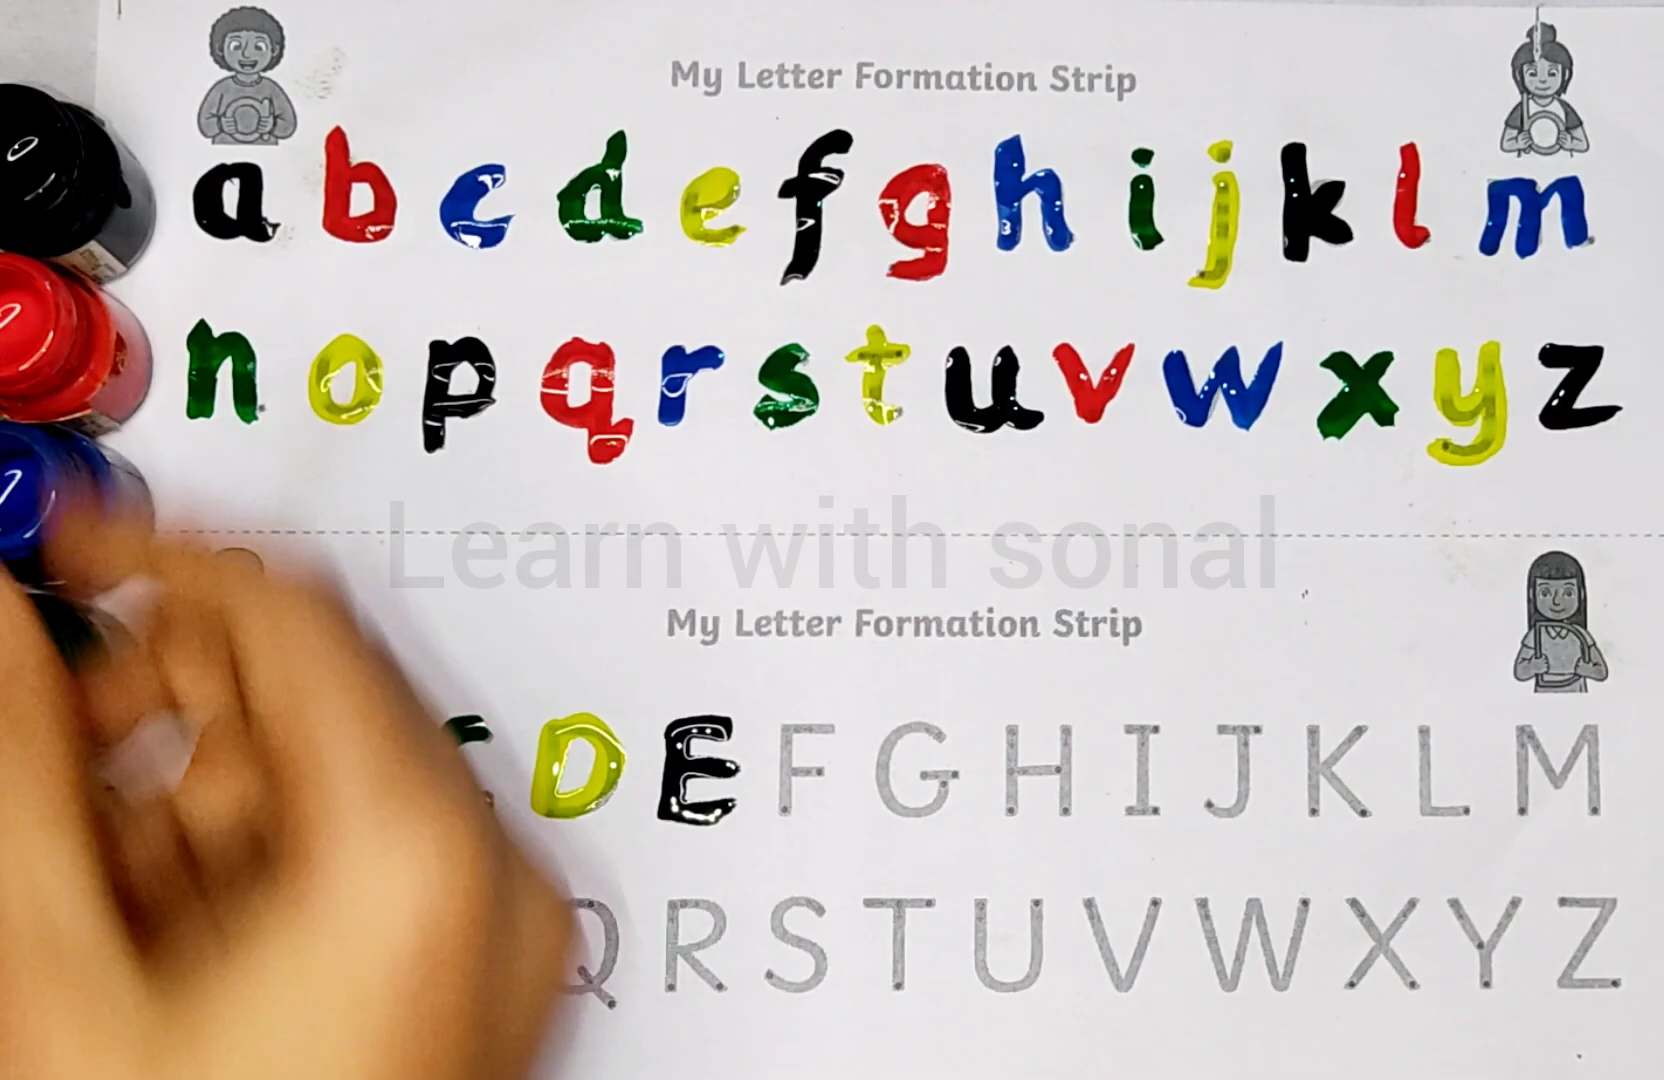 My Letter Formation Strip
a b c d e f g h i j k l m
n o p q r s t u v w x y z
Learn with sonal
My Letter Formation Strip
D E F G H I J K L M
Q R S T U V W X Y Z